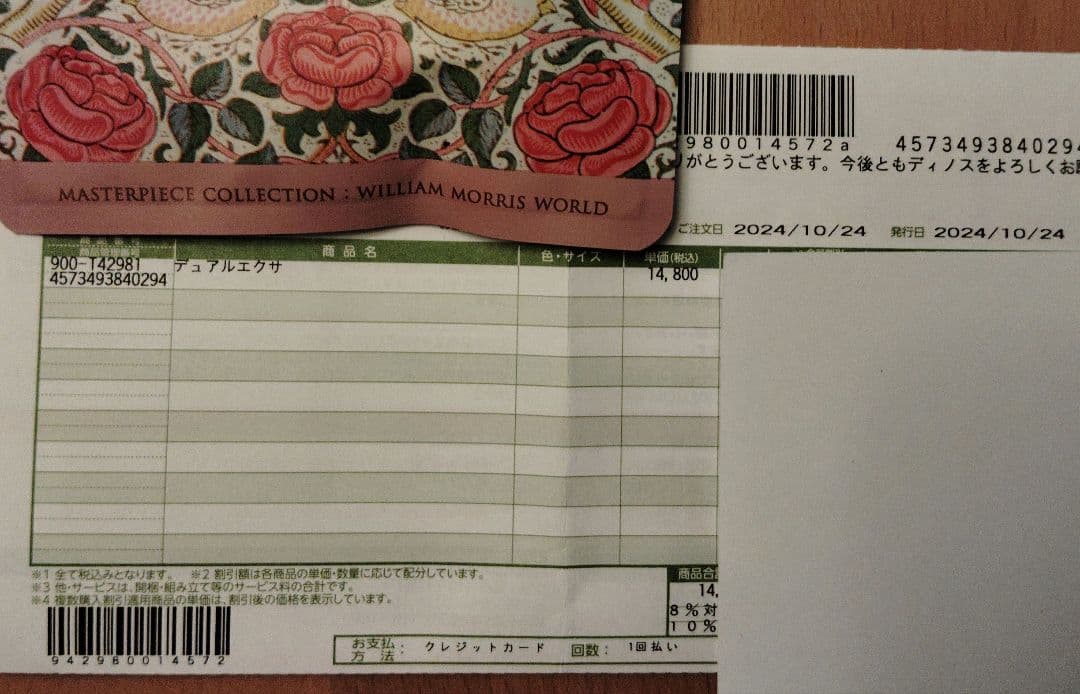 MASTERPIECE COLLECTION : WILLIAM MORRIS WORLD
980014572a 4573493840294
がとうございます。今後ともディノスをよろしくお
ご注文日 2024/10/24 発行日 2024/10/24
商品名 色・サイズ 単価(税込)
900-T42981 デュアルエクサ 14,800
4573493840294
※1 全て税込みとなります。 ※2 割引額は各商品の単価・数量に応じて配分しています。
※3 他・サービスは、開梱・組み立て等のサービス料の合計です。
※4 複数購入割引適用商品の単価は、割引後の価格を表示しています。
商品合
14,
8%対
10%
942980014572
お支払方法: クレジットカード 回数: 1回払い